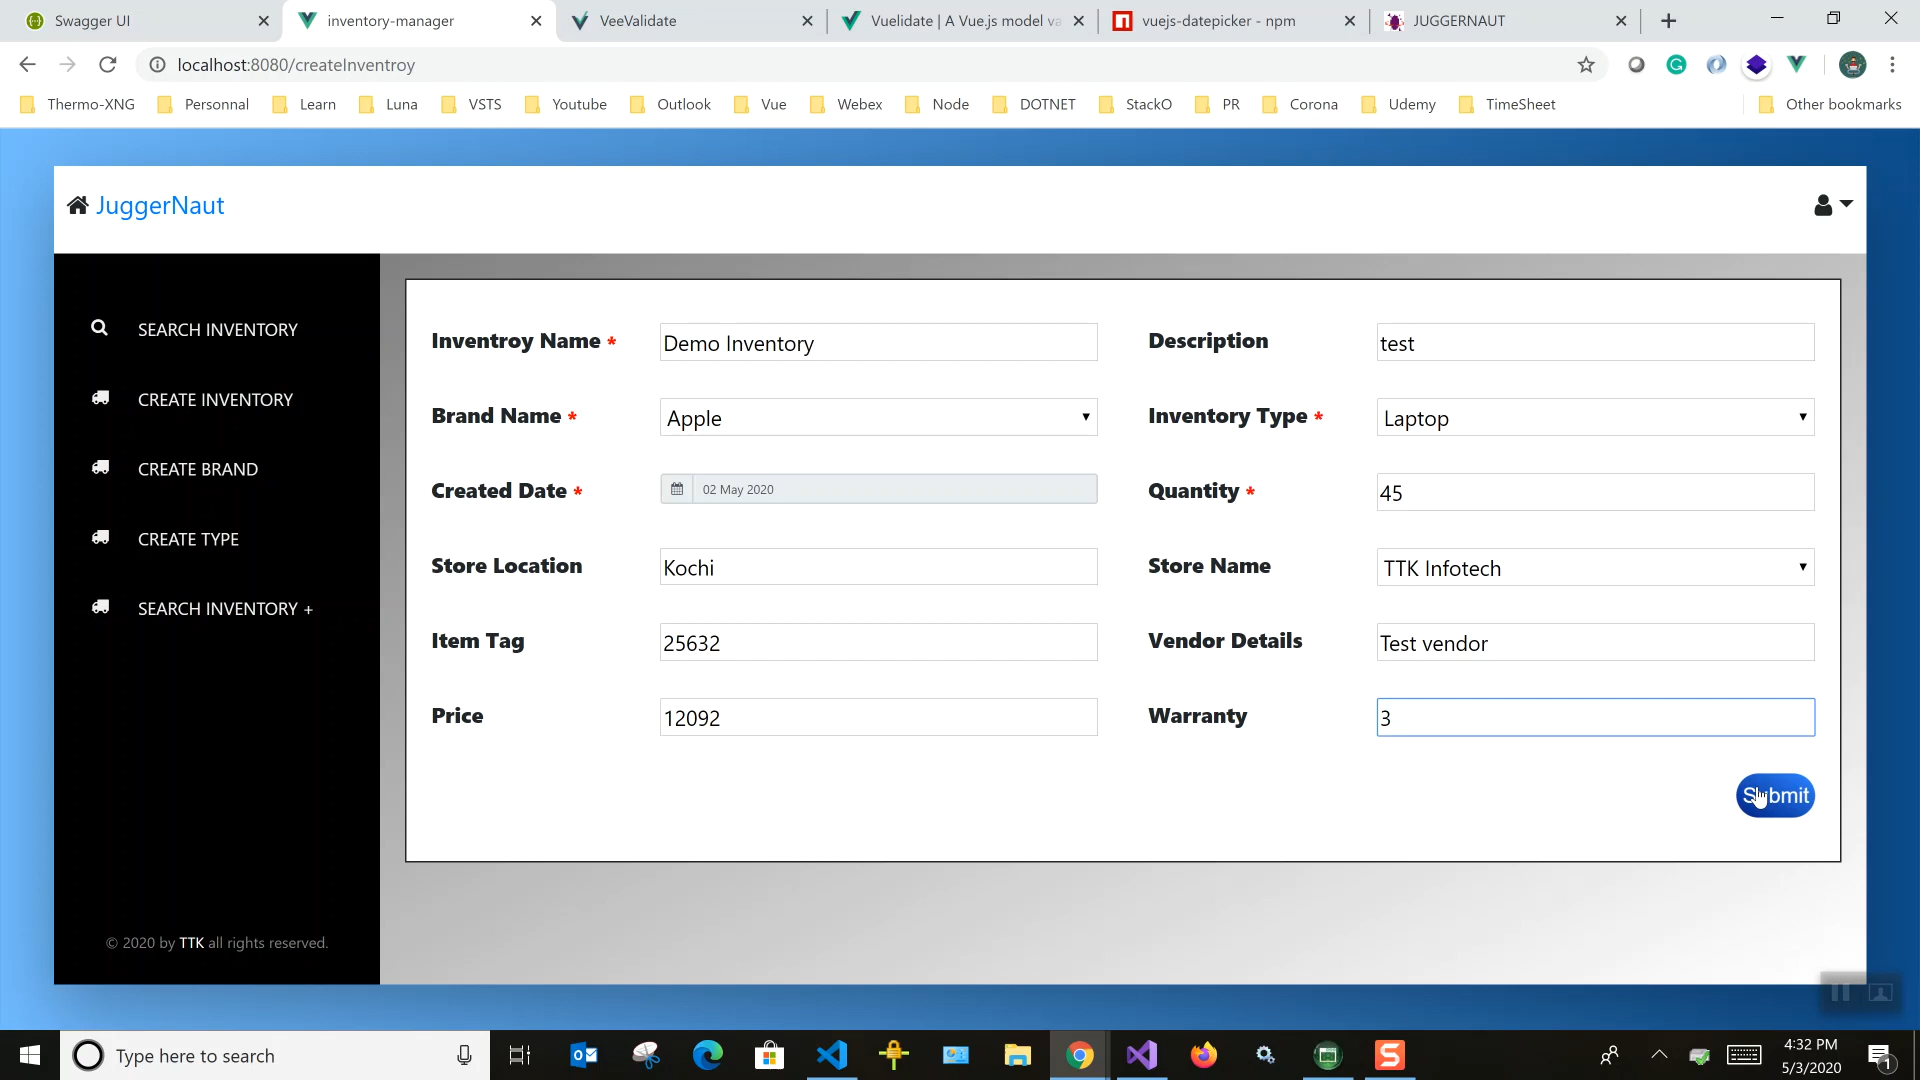 Swagger UI
inventory-manager
VeeValidate
Vuelidate | A Vue.js model va
vuejs-datepicker - npm
JUGGERNAUT
localhost:8080/createInventroy
Thermo-XNG
Personnal
Learn
Luna
VSTS
Youtube
Outlook
Vue
Webex
Node
DOTNET
StackO
PR
Corona
Udemy
TimeSheet
Other bookmarks
JuggerNaut
SEARCH INVENTORY
CREATE INVENTORY
CREATE BRAND
CREATE TYPE
SEARCH INVENTORY +
© 2020 by TTK all rights reserved.
Inventroy Name * Demo Inventory
Description test
Brand Name * Apple
Inventory Type * Laptop
Created Date * 02 May 2020
Quantity * 45
Store Location Kochi
Store Name TTK Infotech
Item Tag 25632
Vendor Details Test vendor
Price 12092
Warranty 3
Submit
Type here to search
4:32 PM
5/3/2020
1